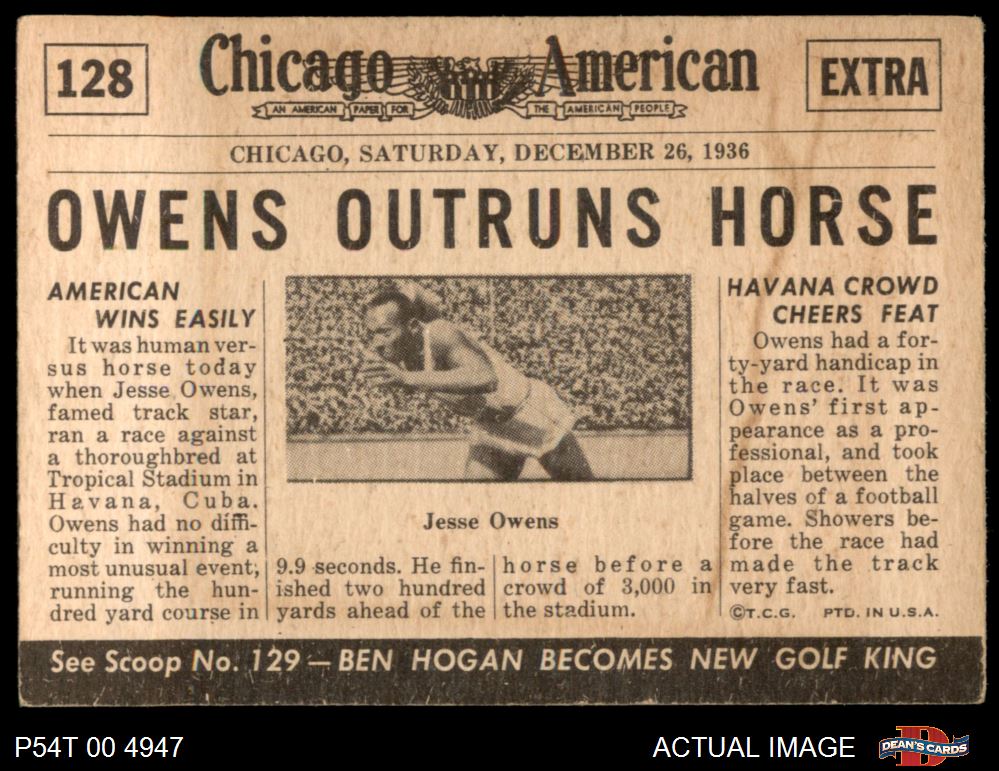 128
Chicago American
AN AMERICAN PAPER FOR THE AMERICAN PEOPLE
EXTRA
CHICAGO, SATURDAY, DECEMBER 26, 1936
OWENS OUTRUNS HORSE
AMERICAN
WINS EASILY
It was human ver-
sus horse today
when Jesse Owens,
famed track star,
ran a race against
a thoroughbred at
Tropical Stadium in
Havana, Cuba.
Owens had no diffi-
culty in winning a
most unusual event,
running the hun-
dred yard course in
Jesse Owens
9.9 seconds. He fin-
ished two hundred
yards ahead of the
horse before a
crowd of 3,000 in
the stadium.
HAVANA CROWD
CHEERS FEAT
Owens had a for-
ty-yard handicap in
the race. It was
Owens' first ap-
pearance as a pro-
fessional, and took
place between the
halves of a football
game. Showers be-
fore the race had
made the track
very fast.
©T.C.G. PTD. IN U.S.A.
See Scoop No. 129 — BEN HOGAN BECOMES NEW GOLF KING
P54T 00 4947
ACTUAL IMAGE
DEAN'S CARDS